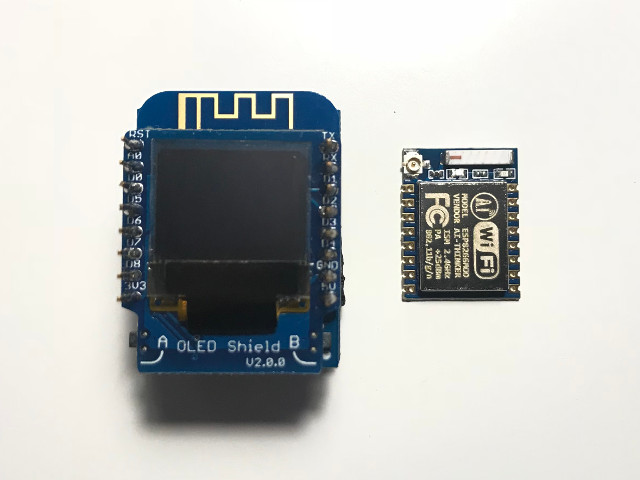 RST
TX
A0
RX
D0
D1
D5
D2
D6
D3
D7
D4
D8
GND
3V3
5V
A OLED Shield B
V2.0.0
Ai
WiFi
MODEL ESP8266MOD
VENDOR AI-THINKER
ISM 2.4GHz
PA +25dBm
802.11b/g/n
FC